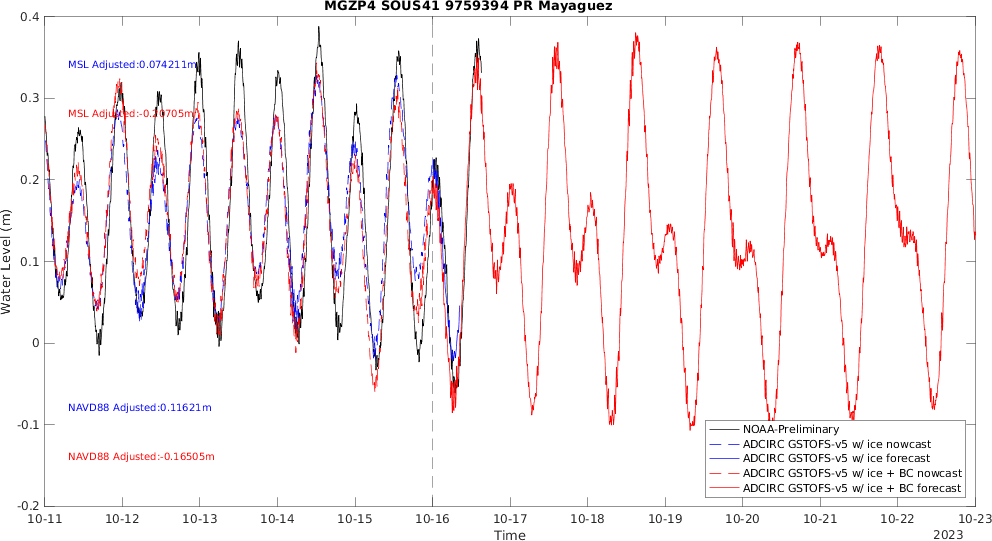 MGZP4 SOUS41 9759394 PR Mayaguez
0.4
0.3
0.2
0.1
0
-0.1
-0.2
Water Level (m)
MSL Adjusted:0.074211m
MSL Adjusted:-0.20705m
NAVD88 Adjusted:0.11621m
NAVD88 Adjusted:-0.16505m
NOAA-Preliminary
ADCIRC GSTOFS-v5 w/ ice nowcast
ADCIRC GSTOFS-v5 w/ ice forecast
ADCIRC GSTOFS-v5 w/ ice + BC nowcast
ADCIRC GSTOFS-v5 w/ ice + BC forecast
10-11 10-12 10-13 10-14 10-15 10-16 10-17 10-18 10-19 10-20 10-21 10-22 10-23
Time
2023